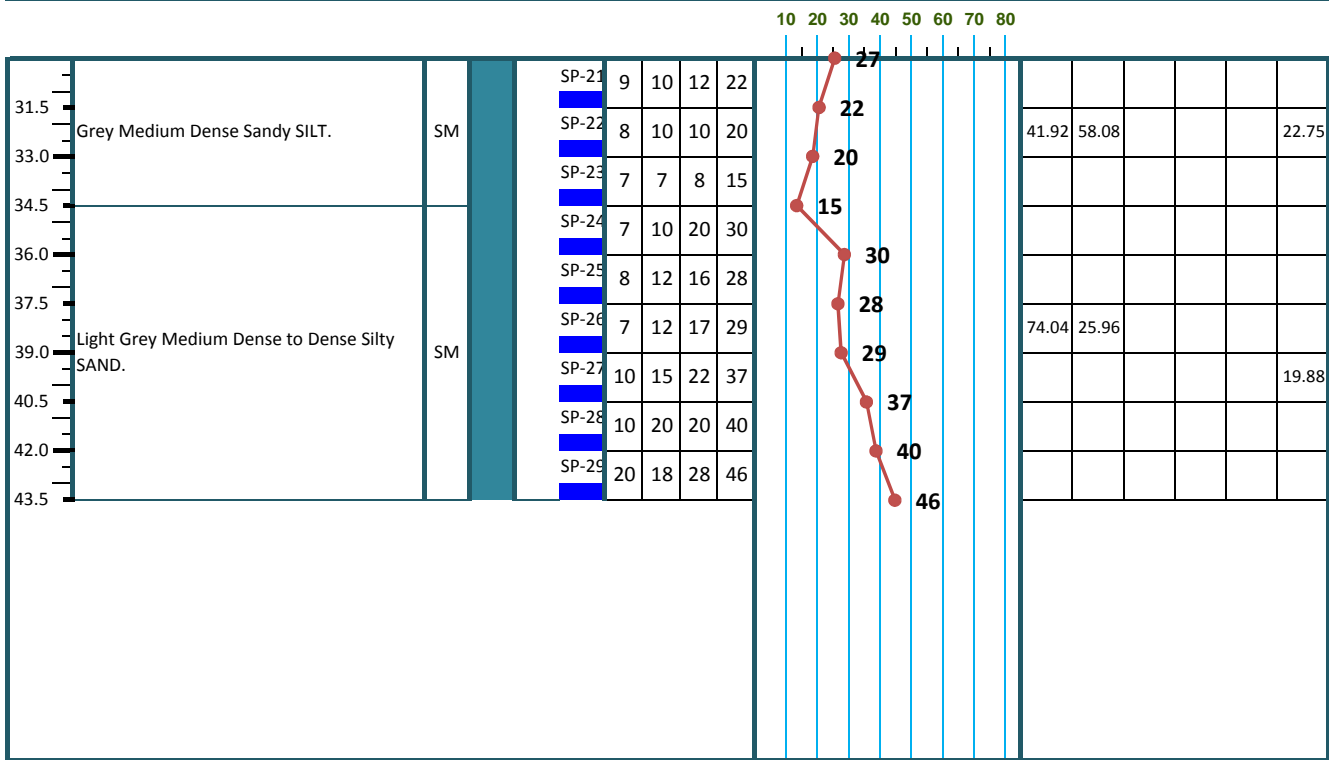 10 20 30 40 50 60 70 80
27
SP-21 9 10 12 22
31.5 22
Grey Medium Dense Sandy SILT. SM SP-22 8 10 10 20 41.92 58.08 22.75
33.0 20
SP-23 7 7 8 15
34.5 15
SP-24 7 10 20 30
36.0 30
SP-25 8 12 16 28
37.5 28
SP-26 7 12 17 29 74.04 25.96
Light Grey Medium Dense to Dense Silty
39.0 SM 29
SAND.
SP-27 10 15 22 37 19.88
40.5 37
SP-28 10 20 20 40
42.0 40
SP-29 20 18 28 46
43.5 46